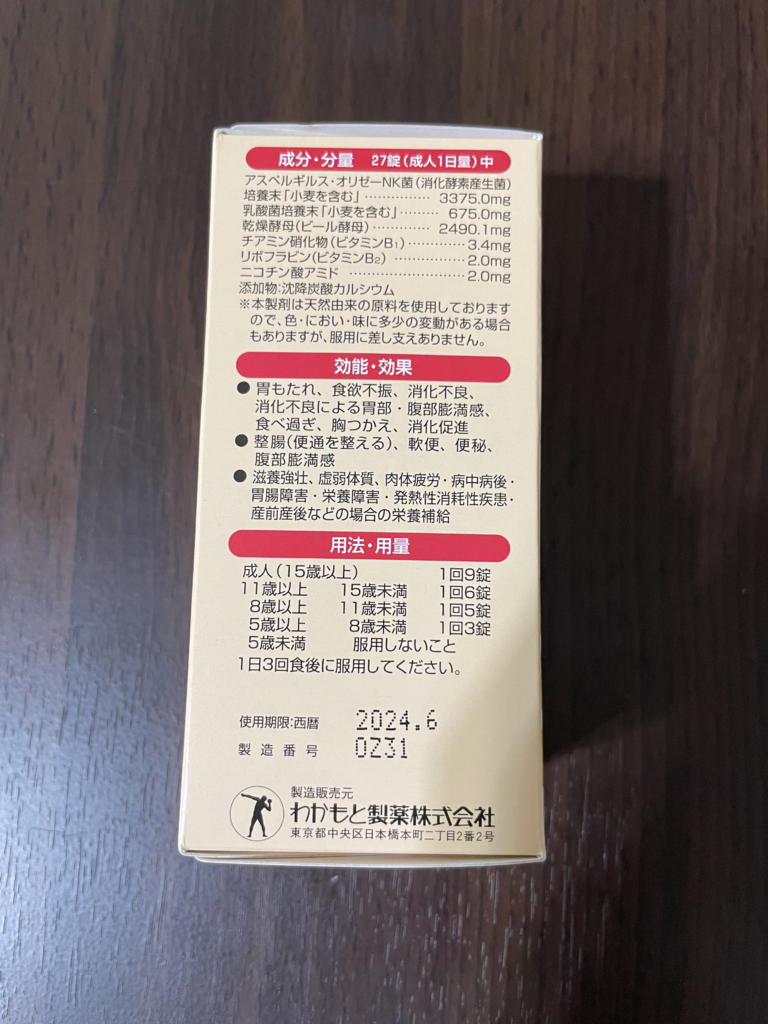 成分・分量 27錠(成人1日量)中
アスペルギルス・オリゼーNK菌(消化酵素産生菌)
培養末「小麦を含む」……………3375.0mg
乳酸菌培養末「小麦を含む」………675.0mg
乾燥酵母(ビール酵母)……………2490.1mg
チアミン硝化物(ビタミンB₁)…………3.4mg
リボフラビン(ビタミンB₂)……………2.0mg
ニコチン酸アミド……………………2.0mg
添加物:沈降炭酸カルシウム
※本製剤は天然由来の原料を使用しております
ので、色・におい・味に多少の変動がある場合
もありますが、服用に差し支えありません。
効能・効果
● 胃もたれ、食欲不振、消化不良、
消化不良による胃部・腹部膨満感、
食べ過ぎ、胸つかえ、消化促進
● 整腸(便通を整える)、軟便、便秘、
腹部膨満感
● 滋養強壮、虚弱体質、肉体疲労・病中病後・
胃腸障害・栄養障害・発熱性消耗性疾患・
産前産後などの場合の栄養補給
用法・用量
成人(15歳以上) 1回9錠
11歳以上 15歳未満 1回6錠
8歳以上 11歳未満 1回5錠
5歳以上 8歳未満 1回3錠
5歳未満 服用しないこと
1日3回食後に服用してください。
使用期限:西暦 2024.6
製造番号 0Z31
製造販売元
わかもと製薬株式会社
東京都中央区日本橋本町二丁目2番2号